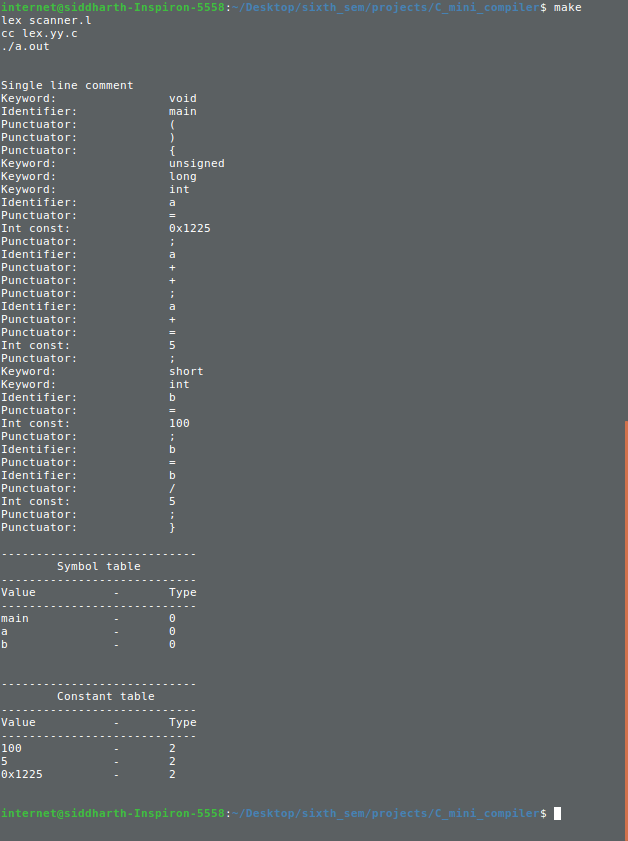 internet@siddharth-Inspiron-5558:~/Desktop/sixth_sem/projects/C_mini_compiler$ make
lex scanner.l
cc lex.yy.c
./a.out
Single line comment
Keyword: void
Identifier: main
Punctuator: (
Punctuator: )
Punctuator: {
Keyword: unsigned
Keyword: long
Keyword: int
Identifier: a
Punctuator: =
Int const: 0x1225
Punctuator: ;
Identifier: a
Punctuator: +
Punctuator: +
Punctuator: ;
Identifier: a
Punctuator: +
Punctuator: =
Int const: 5
Punctuator: ;
Keyword: short
Keyword: int
Identifier: b
Punctuator: =
Int const: 100
Punctuator: ;
Identifier: b
Punctuator: =
Identifier: b
Punctuator: /
Int const: 5
Punctuator: ;
Punctuator: }
----------------------------
Symbol table
----------------------------
Value - Type
----------------------------
main - 0
a - 0
b - 0
----------------------------
Constant table
----------------------------
Value - Type
----------------------------
100 - 2
5 - 2
0x1225 - 2
internet@siddharth-Inspiron-5558:~/Desktop/sixth_sem/projects/C_mini_compiler$